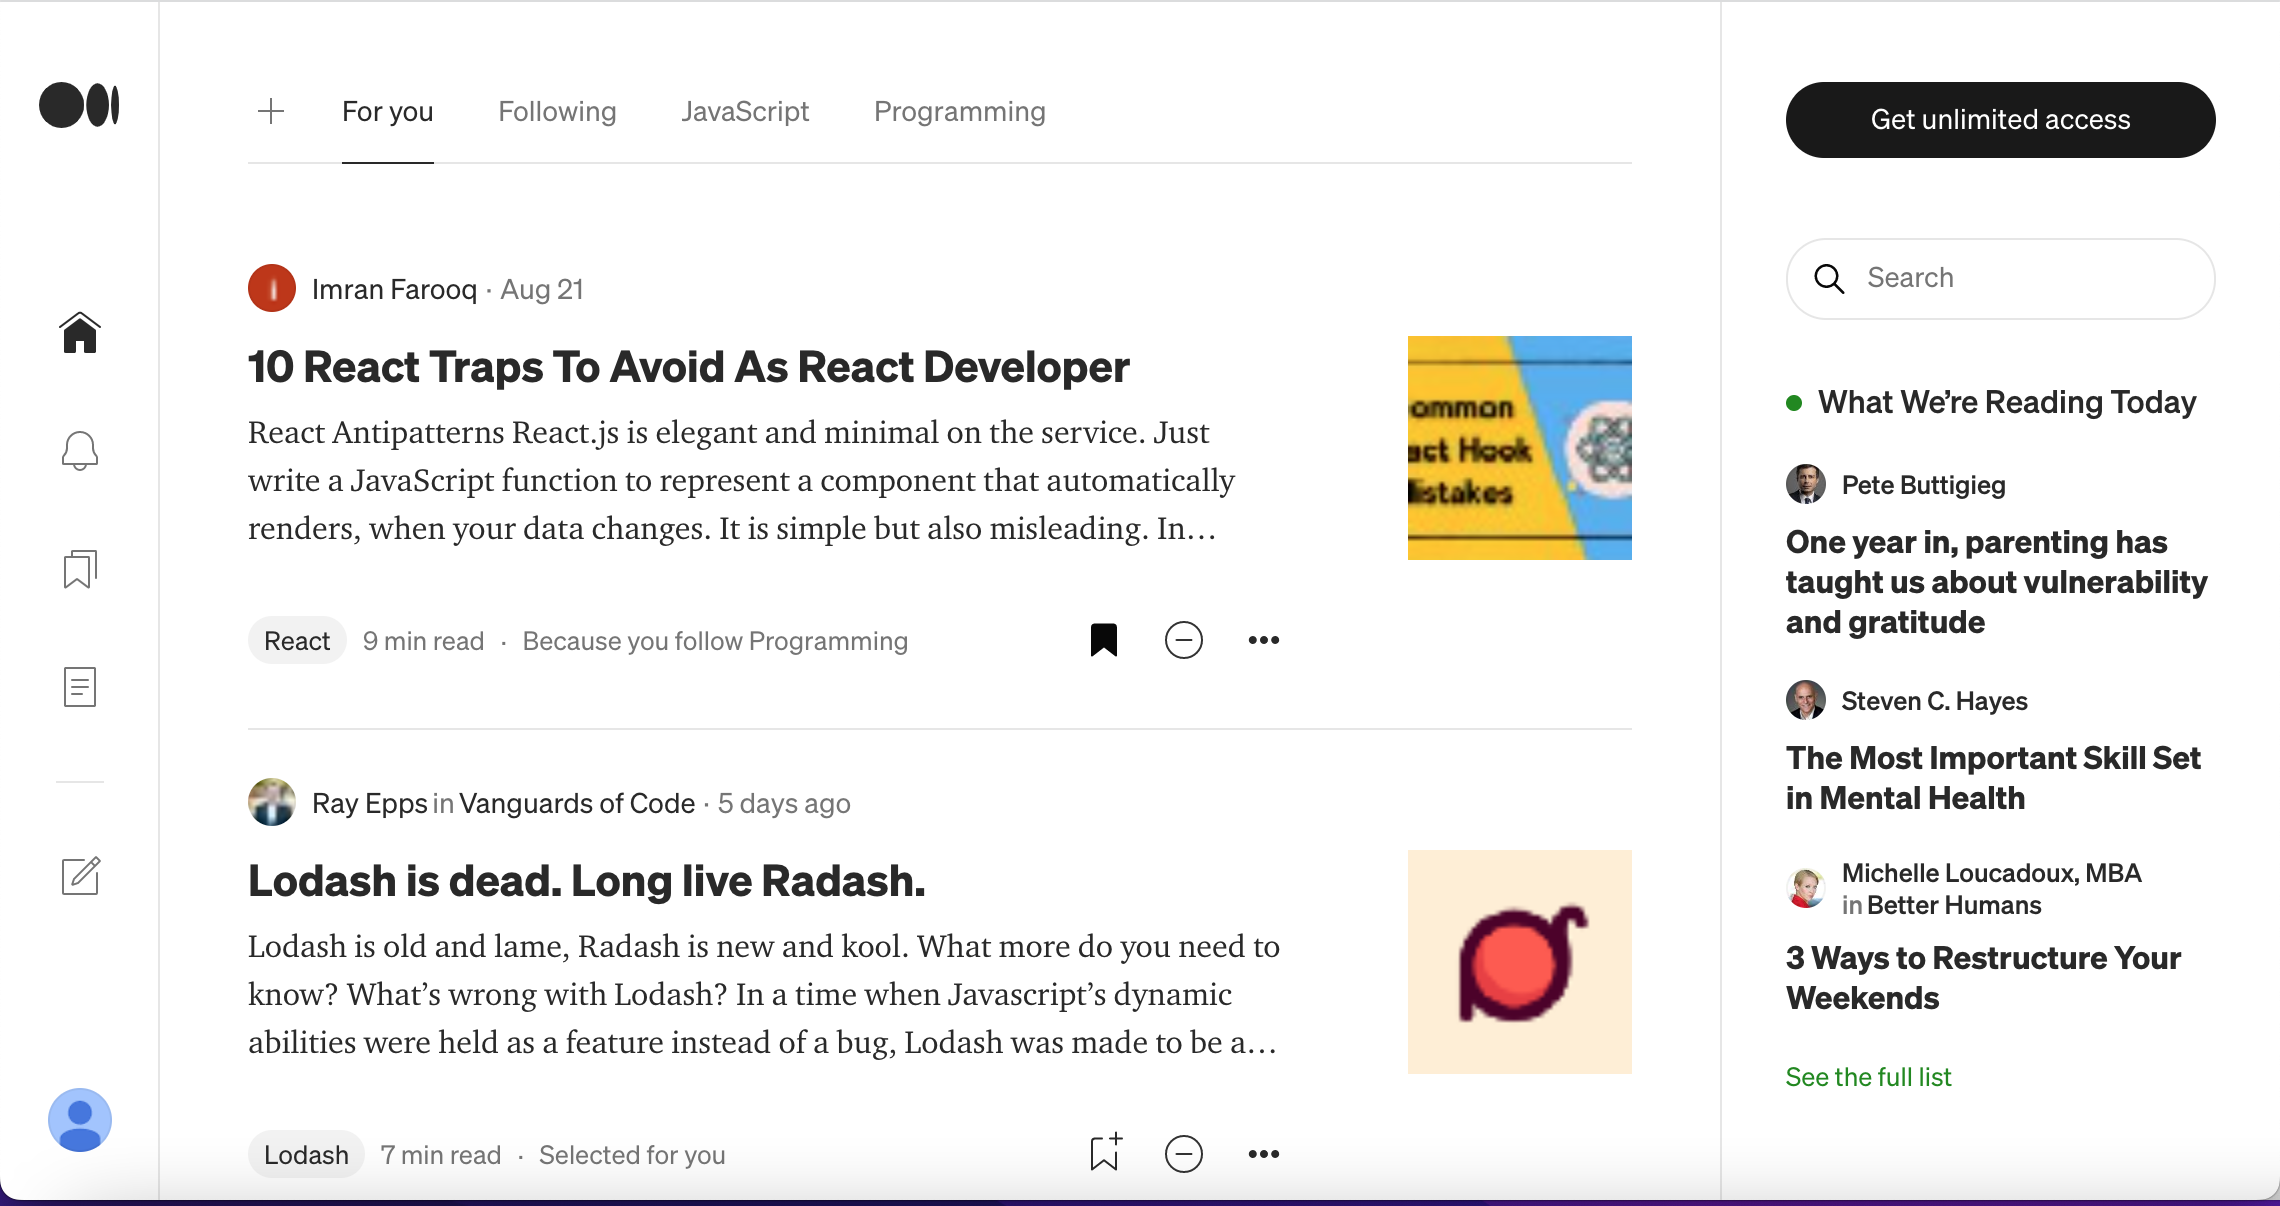 For you
Following
JavaScript
Programming
Imran Farooq · Aug 21
10 React Traps To Avoid As React Developer
React Antipatterns React.js is elegant and minimal on the service. Just
write a JavaScript function to represent a component that automatically
renders, when your data changes. It is simple but also misleading. In…
ommon
act Hook
listakes
React 9 min read · Because you follow Programming
Ray Epps in Vanguards of Code · 5 days ago
Lodash is dead. Long live Radash.
Lodash is old and lame, Radash is new and kool. What more do you need to
know? What’s wrong with Lodash? In a time when Javascript’s dynamic
abilities were held as a feature instead of a bug, Lodash was made to be a…
Lodash 7 min read · Selected for you
Get unlimited access
Search
What We’re Reading Today
Pete Buttigieg
One year in, parenting has
taught us about vulnerability
and gratitude
Steven C. Hayes
The Most Important Skill Set
in Mental Health
Michelle Loucadoux, MBA
in Better Humans
3 Ways to Restructure Your
Weekends
See the full list